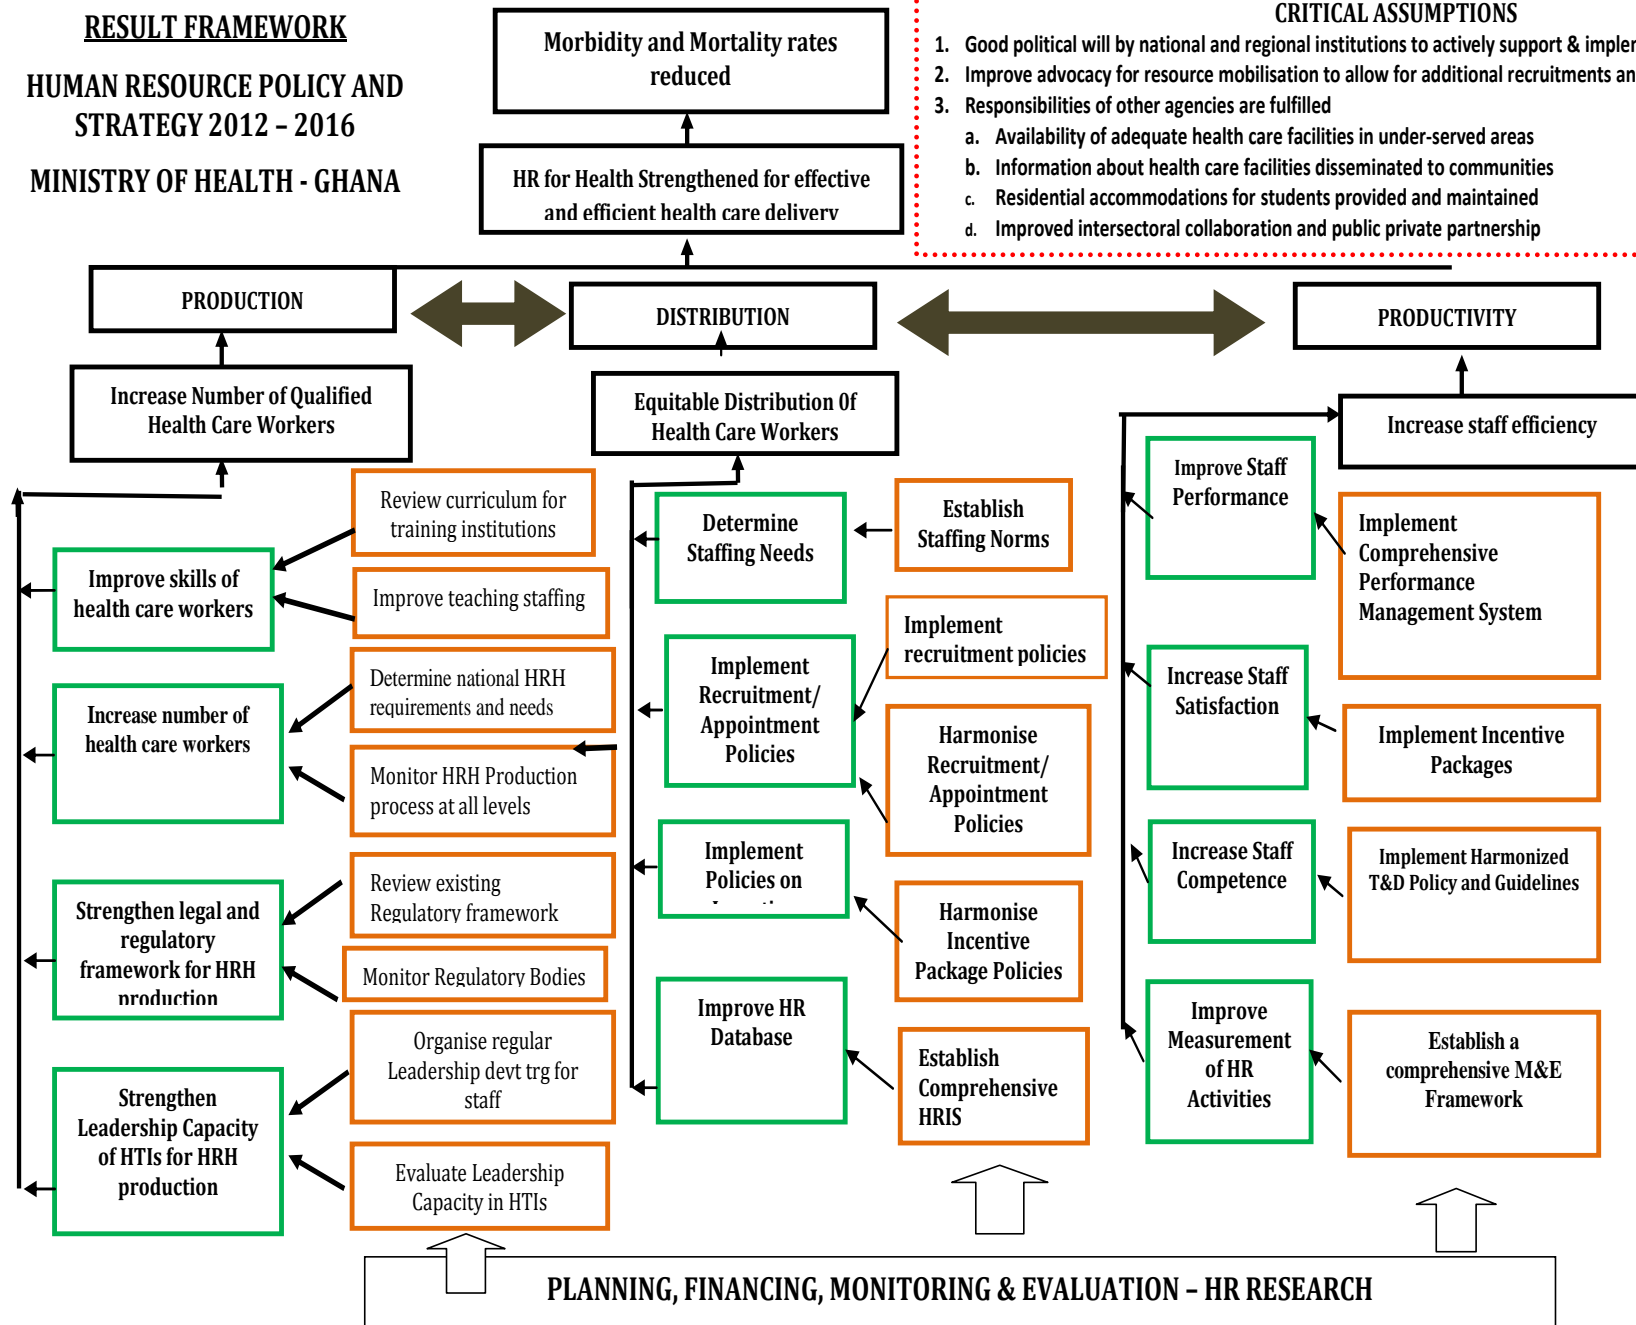 RESULT FRAMEWORK
HUMAN RESOURCE POLICY AND
STRATEGY 2012 – 2016
MINISTRY OF HEALTH - GHANA
Morbidity and Mortality rates
reduced
HR for Health Strengthened for effective
and efficient health care delivery
CRITICAL ASSUMPTIONS
1. Good political will by national and regional institutions to actively support &
2. Improve advocacy for resource mobilisation to allow for additional recruitments
3. Responsibilities of other agencies are fulfilled
a. Availability of adequate health care facilities in under-served areas
b. Information about health care facilities disseminated to communities
c. Residential accommodations for students provided and maintained
d. Improved intersectoral collaboration and public private partnership
PRODUCTION
DISTRIBUTION
PRODUCTIVITY
Increase Number of Qualified
Health Care Workers
Equitable Distribution Of
Health Care Workers
Increase staff efficiency
Improve skills of
health care workers
Review curriculum for
training institutions
Improve teaching staffing
Increase number of
health care workers
Determine national HRH
requirements and needs
Monitor HRH Production
process at all levels
Strengthen legal and
regulatory
framework for HRH
production
Review existing
Regulatory framework
Monitor Regulatory Bodies
Strengthen
Leadership Capacity
of HTIs for HRH
production
Organise regular
Leadership devt trg for
staff
Evaluate Leadership
Capacity in HTIs
Determine
Staffing Needs
Establish
Staffing Norms
Implement
Recruitment/
Appointment
Policies
Implement
recruitment policies
Harmonise
Recruitment/
Appointment
Policies
Implement
Policies on
Harmonise
Incentive
Package Policies
Improve HR
Database
Establish
Comprehensive
HRIS
Improve Staff
Performance
Implement
Comprehensive
Performance
Management System
Increase Staff
Satisfaction
Implement Incentive
Packages
Increase Staff
Competence
Implement Harmonized
T&D Policy and Guidelines
Improve
Measurement
of HR
Activities
Establish a
comprehensive M&E
Framework
PLANNING, FINANCING, MONITORING & EVALUATION – HR RESEARCH